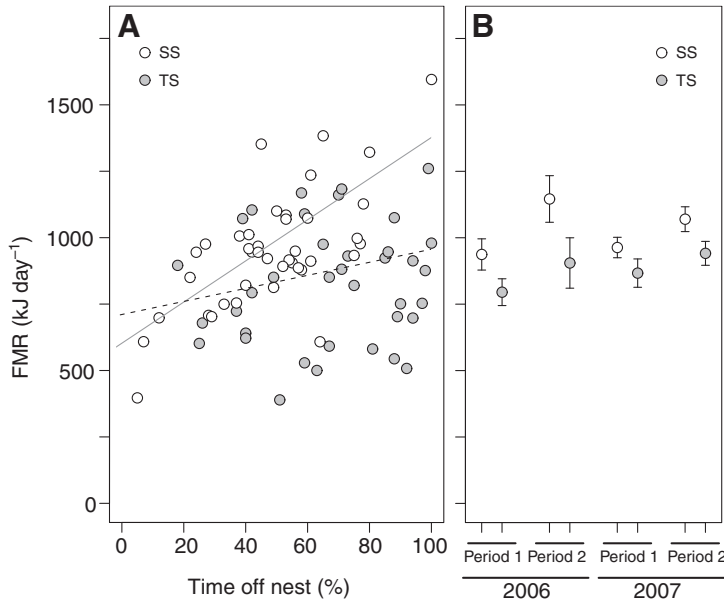 A
SS
TS
B
SS
TS
FMR (kJ day–1)
1500
1000
500
0
0 20 40 60 80 100
Time off nest (%)
Period 1 Period 2 Period 1 Period 2
2006 2007